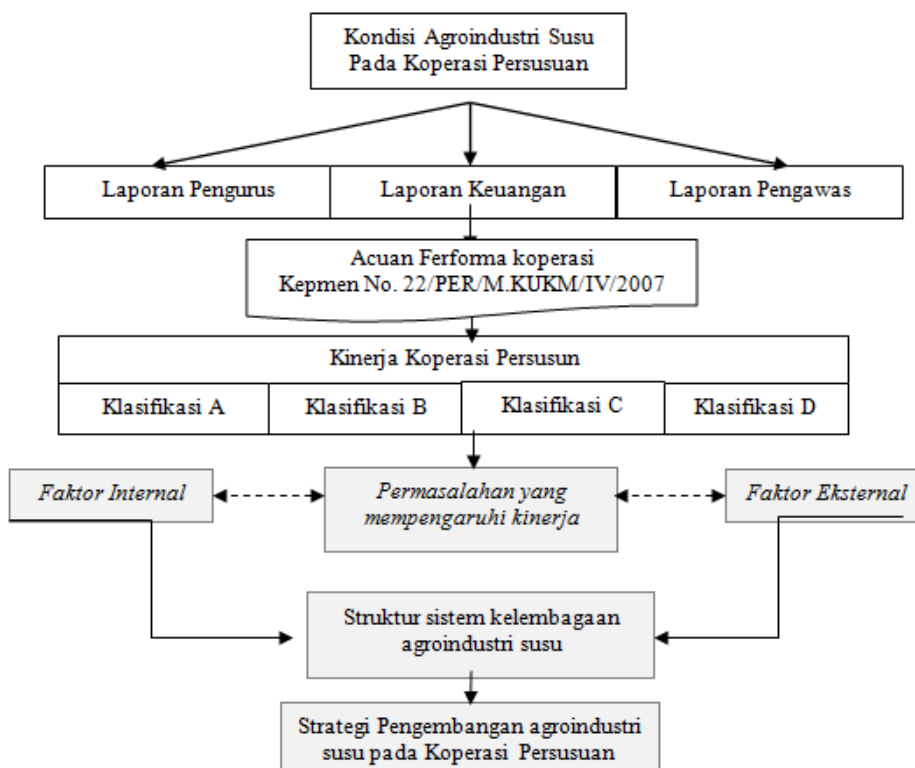 Kondisi Agroindustri Susu
Pada Koperasi Persusuan
Laporan Pengurus
Laporan Keuangan
Laporan Pengawas
Acuan Ferforma koperasi
Kepmen No. 22/PER/M.KUKM/IV/2007
Kinerja Koperasi Persusun
Klasifikasi A
Klasifikasi B
Klasifikasi C
Klasifikasi D
Faktor Internal
Permasalahan yang
mempengaruhi kinerja
Faktor Eksternal
Struktur sistem kelembagaan
agroindustri susu
Strategi Pengembangan agroindustri
susu pada Koperasi Persusuan